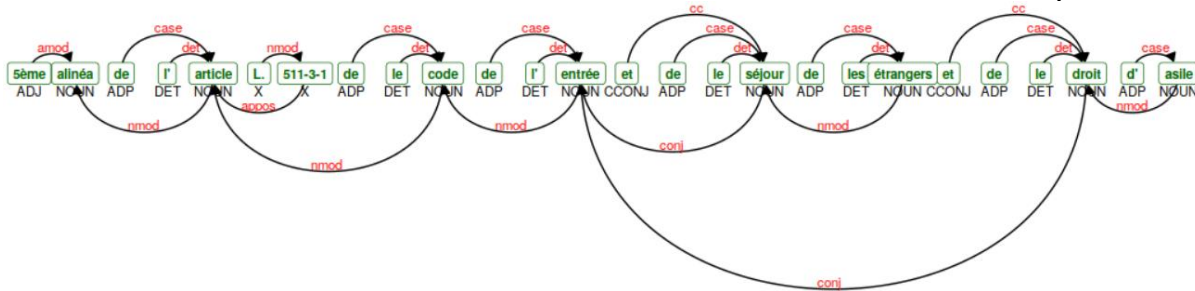 cc cc
case case case case case case case
amod det nmod det det det det det
5ème alinéa de l' article L. 511-3-1 de le code de l' entrée et de le séjour de les étrangers et de le droit d' asile
ADJ NOUN ADP DET NOUN X X ADP DET NOUN ADP DET NOUN CCONJ ADP DET NOUN ADP DET NOUN CCONJ ADP DET NOUN ADP NOUN
appos nmod
nmod nmod nmod
conj
nmod
conj